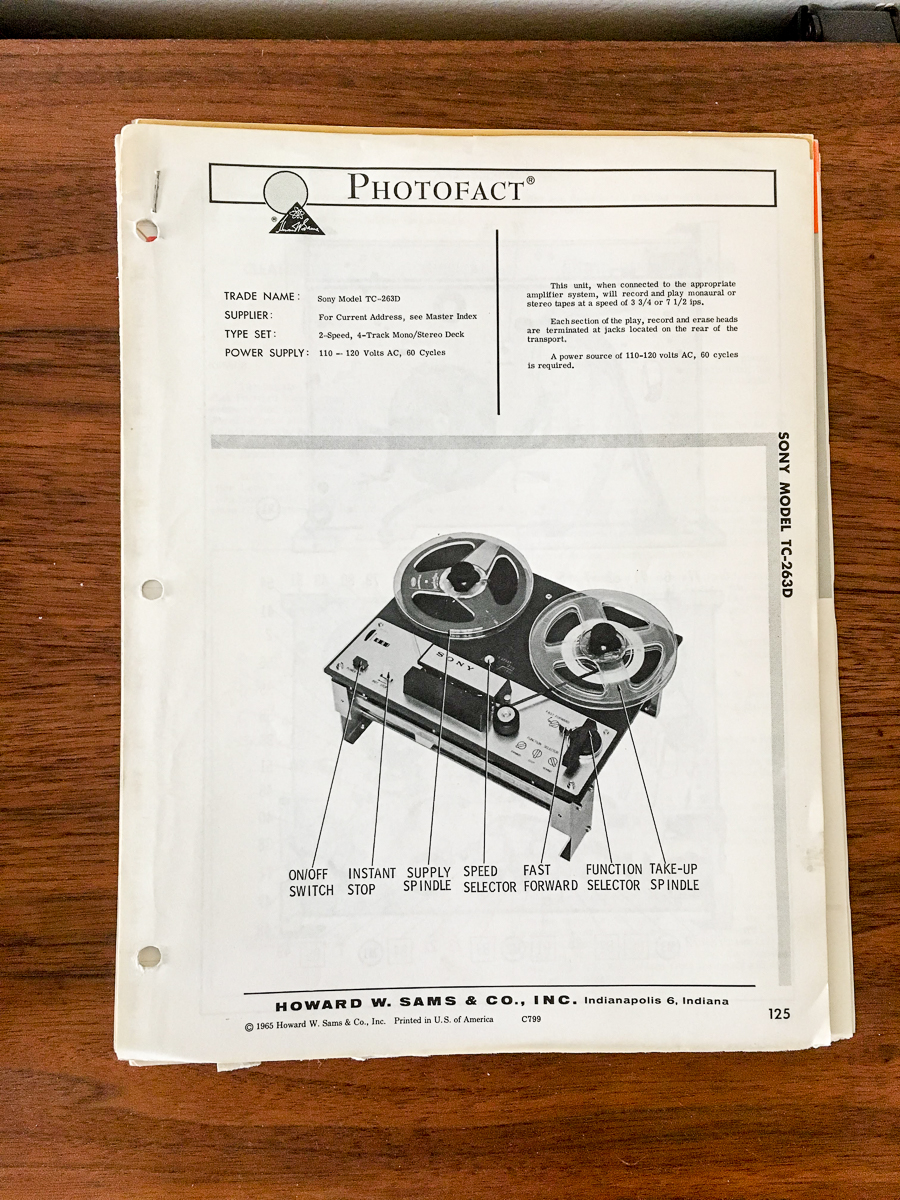 PHOTOFACT®
®
TRADE NAME: Sony Model TC-263D
SUPPLIER: For Current Address, see Master Index
TYPE SET: 2-Speed, 4-Track Mono/Stereo Deck
POWER SUPPLY: 110 — 120 Volts AC, 60 Cycles
This unit, when connected to the appropriate
amplifier system, will record and play monaural or
stereo tapes at a speed of 3 3/4 or 7 1/2 ips.
Each section of the play, record and erase heads
are terminated at jacks located on the rear of the
transport.
A power source of 110-120 volts AC, 60 cycles
is required.
SONY MODEL TC-263D
SONY
ON/OFF SWITCH
INSTANT STOP
SUPPLY SPINDLE
SPEED SELECTOR
FAST FORWARD
FUNCTION SELECTOR
TAKE-UP SPINDLE
HOWARD W. SAMS & CO., INC. Indianapolis 6, Indiana
© 1965 Howard W. Sams & Co., Inc. Printed in U.S. of America C799
125